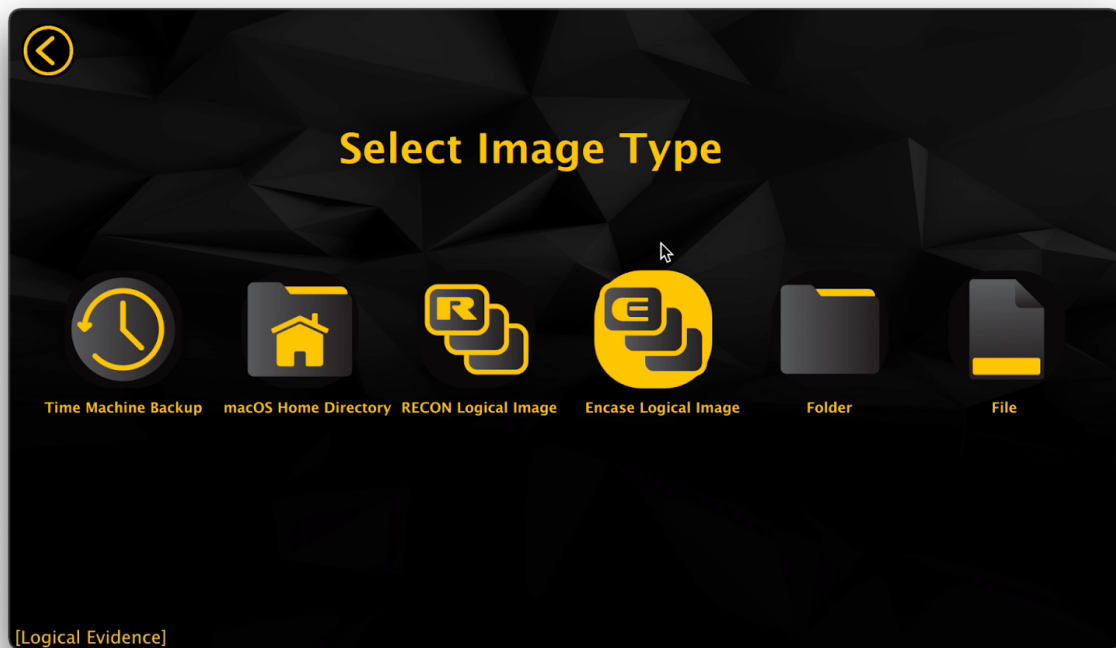 Select Image Type
R
E
Time Machine Backup
macOS Home Directory
RECON Logical Image
Encase Logical Image
Folder
File
[Logical Evidence]